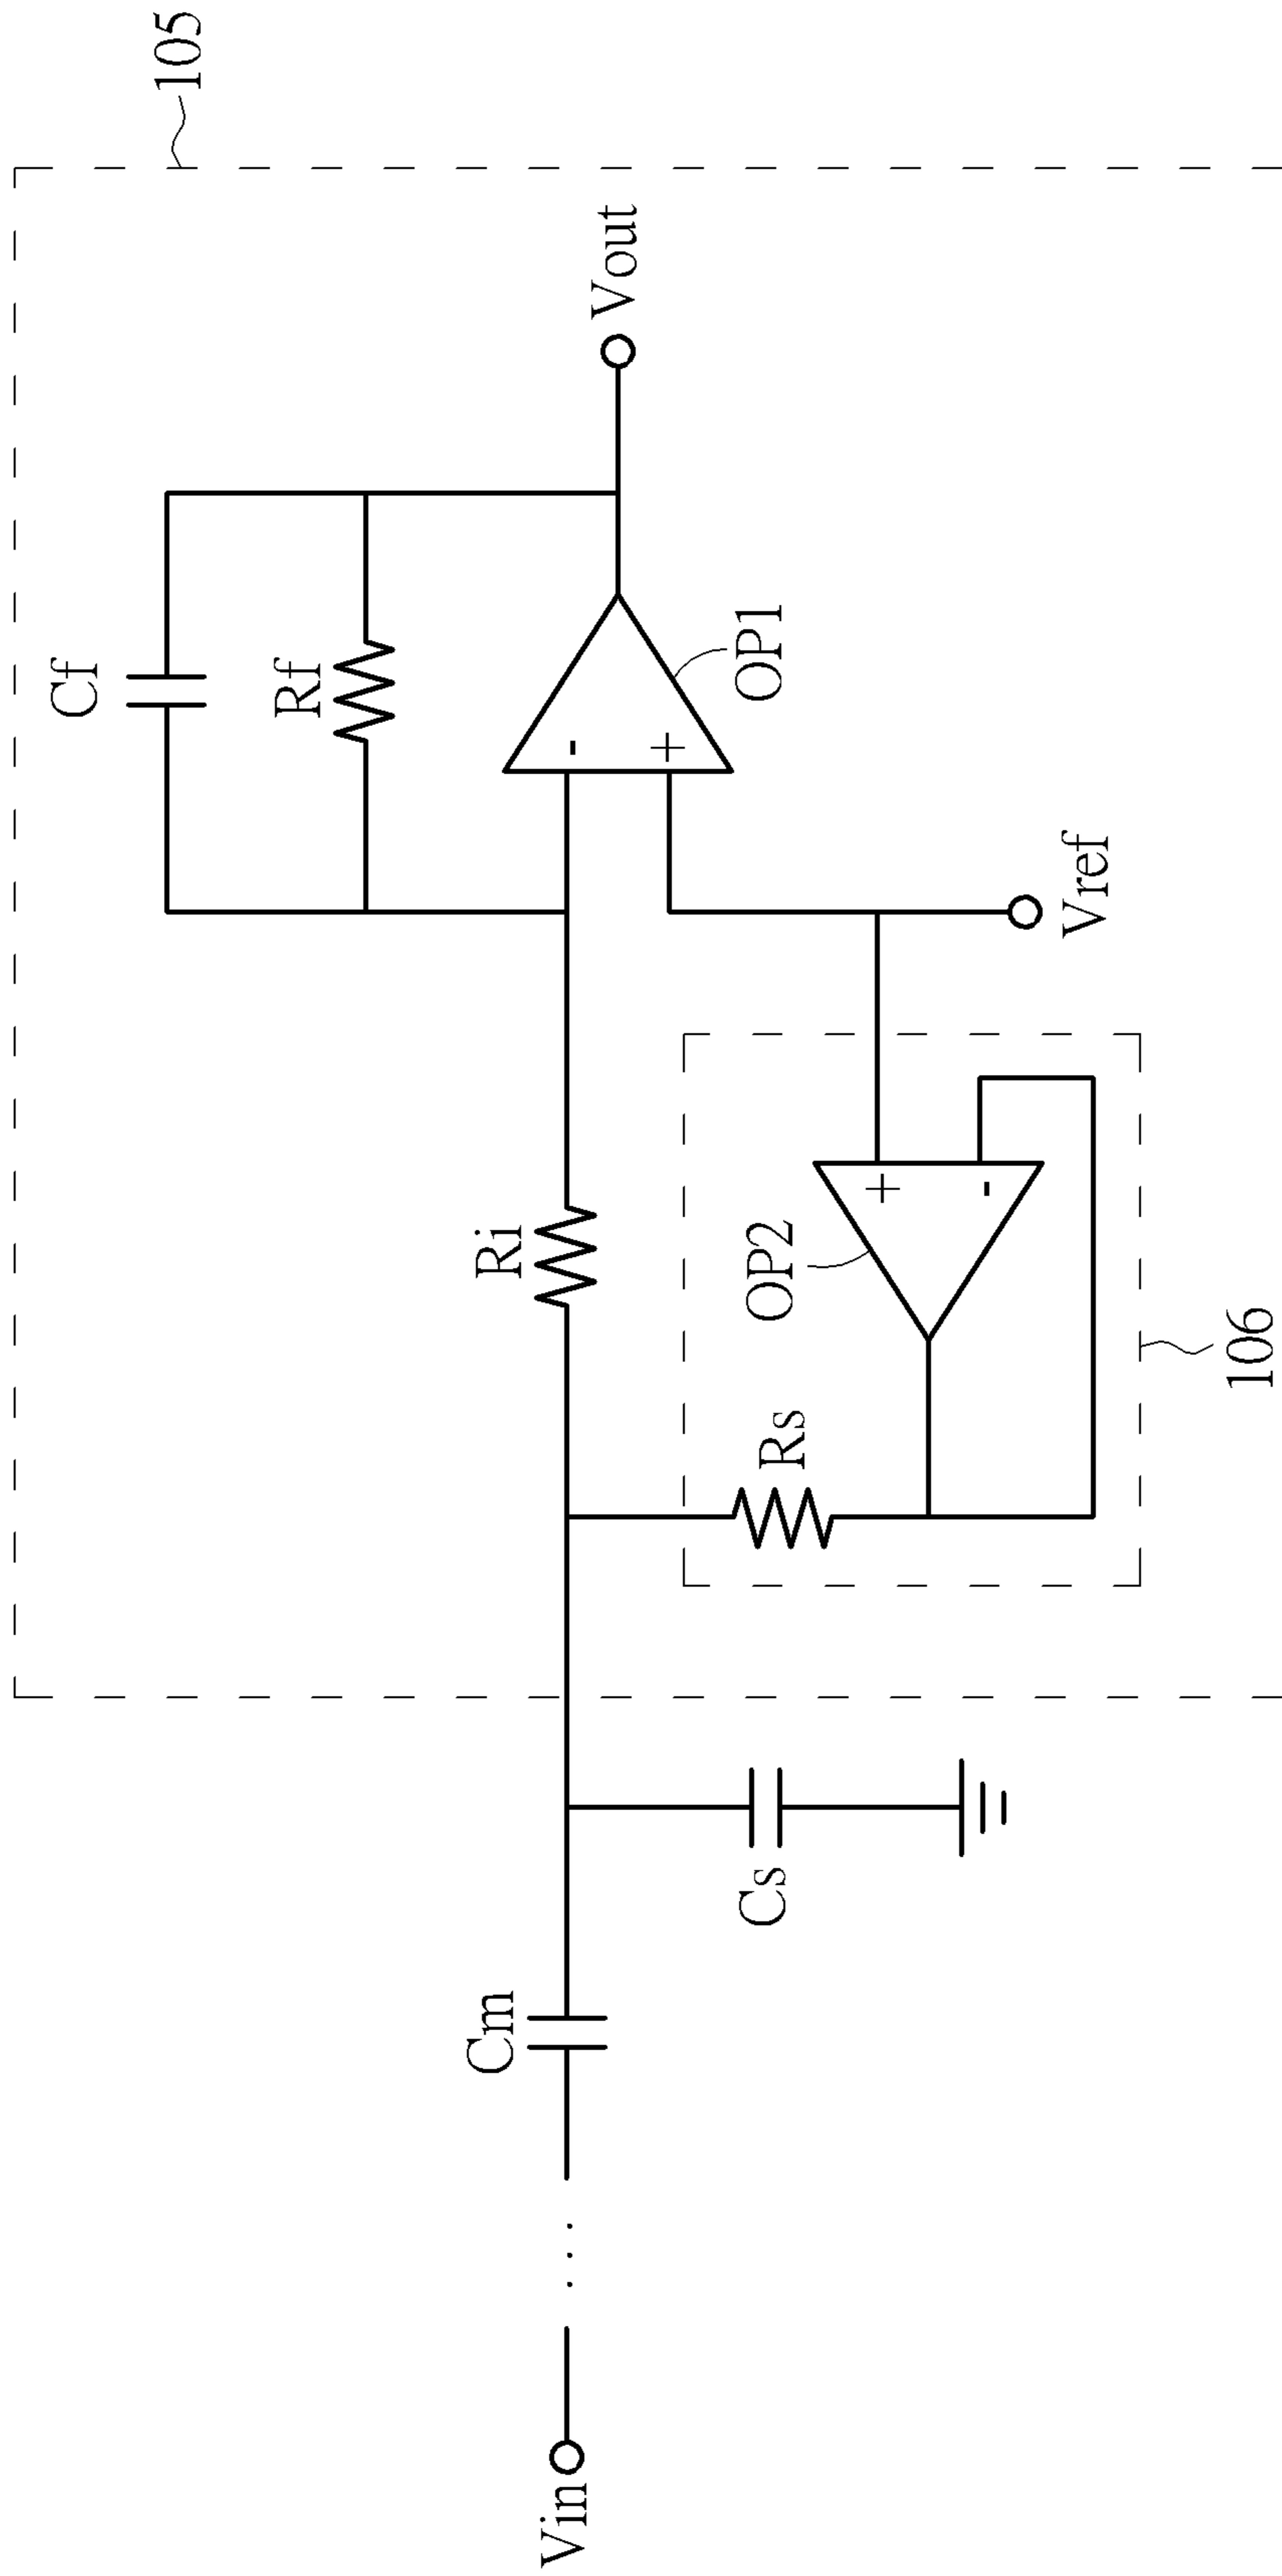 105
Cf
Rf
Vout
-
+
OP1
Ri
Vref
OP2
+
-
Rs
106
Cm
Cs
...
Vin